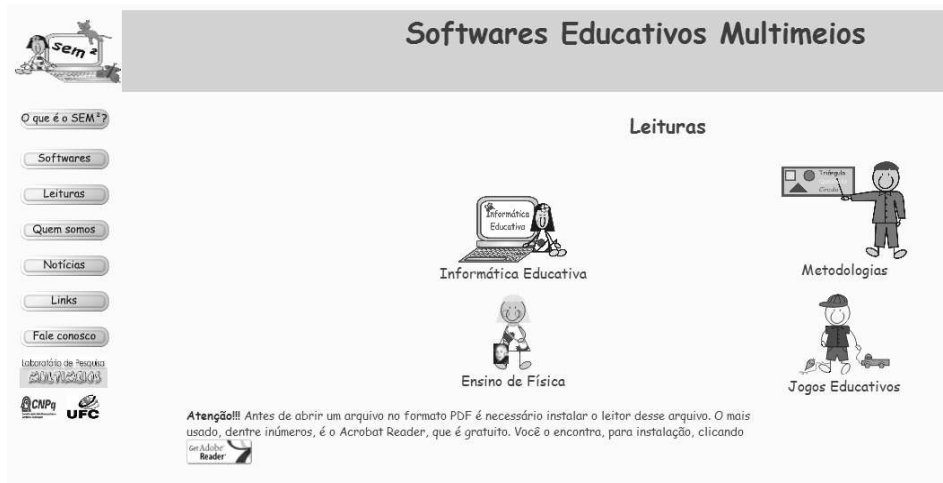 sem²
Softwares Educativos Multimeios
O que é o SEM²?
Softwares
Leituras
Quem somos
Notícias
Links
Fale conosco
Laboratório de Pesquisa
MULTIMEIOS
CNPq
UFC
Leituras
Informática
Educativa
Informática Educativa
Triângulo
Círculo
Metodologias
Ensino de Física
Jogos Educativos
Atenção!!! Antes de abrir um arquivo no formato PDF é necessário instalar o leitor desse arquivo. O mais
usado, dentre inúmeros, é o Acrobat Reader, que é gratuito. Você o encontra, para instalação, clicando
Get Adobe
Reader